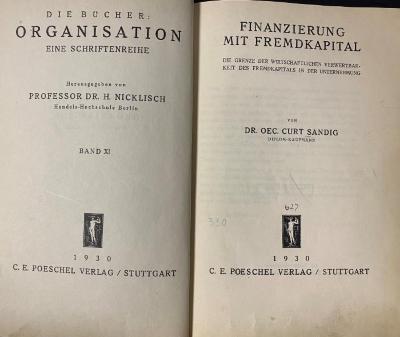 DIE BÜCHER:
ORGANISATION
EINE SCHRIFTENREIHE
Herausgegeben von
PROFESSOR DR. H. NICKLISCH
Handels-Hochschule Berlin
BAND XI
1930
C. E. POESCHEL VERLAG / STUTTGART
FINANZIERUNG
MIT FREMDKAPITAL
DIE GRENZE DER WIRTSCHAFTLICHEN VERWERTBAR-
KEIT DES FREMDKAPITALS IN DER UNTERNEHMUNG
VON
DR. OEC. CURT SANDIG
DIPLOM-KAUFMANN
627
1930
C. E. POESCHEL VERLAG / STUTTGART